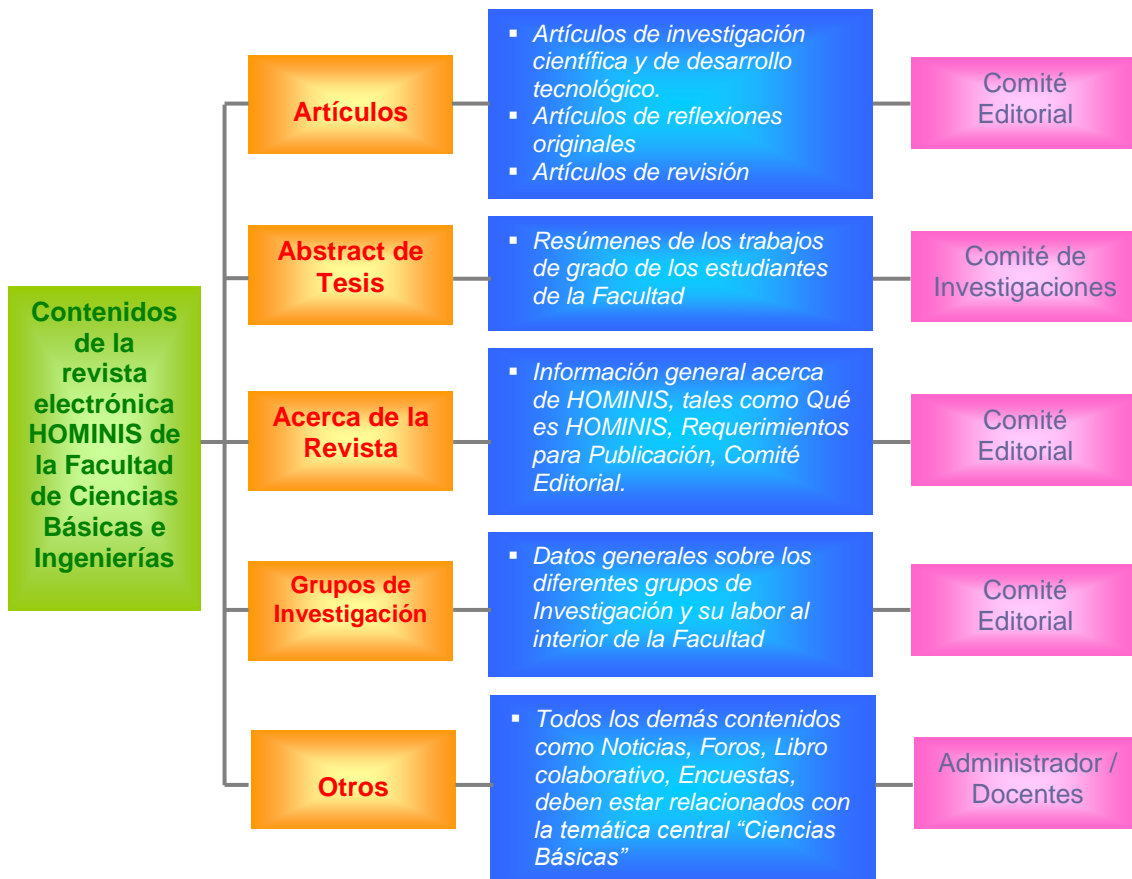 Contenidos
de la
revista
electrónica
HOMINIS de
la Facultad
de Ciencias
Básicas e
Ingenierías
Artículos
▪ Artículos de investigación
científica y de desarrollo
tecnológico.
▪ Artículos de reflexiones
originales
▪ Artículos de revisión
Comité
Editorial
Abstract de
Tesis
▪ Resúmenes de los trabajos
de grado de los estudiantes
de la Facultad
Comité de
Investigaciones
Acerca de la
Revista
▪ Información general acerca
de HOMINIS, tales como Qué
es HOMINIS, Requerimientos
para Publicación, Comité
Editorial.
Comité
Editorial
Grupos de
Investigación
▪ Datos generales sobre los
diferentes grupos de
Investigación y su labor al
interior de la Facultad
Comité
Editorial
Otros
▪ Todos los demás contenidos
como Noticias, Foros, Libro
colaborativo, Encuestas,
deben estar relacionados con
la temática central “Ciencias
Básicas”
Administrador /
Docentes